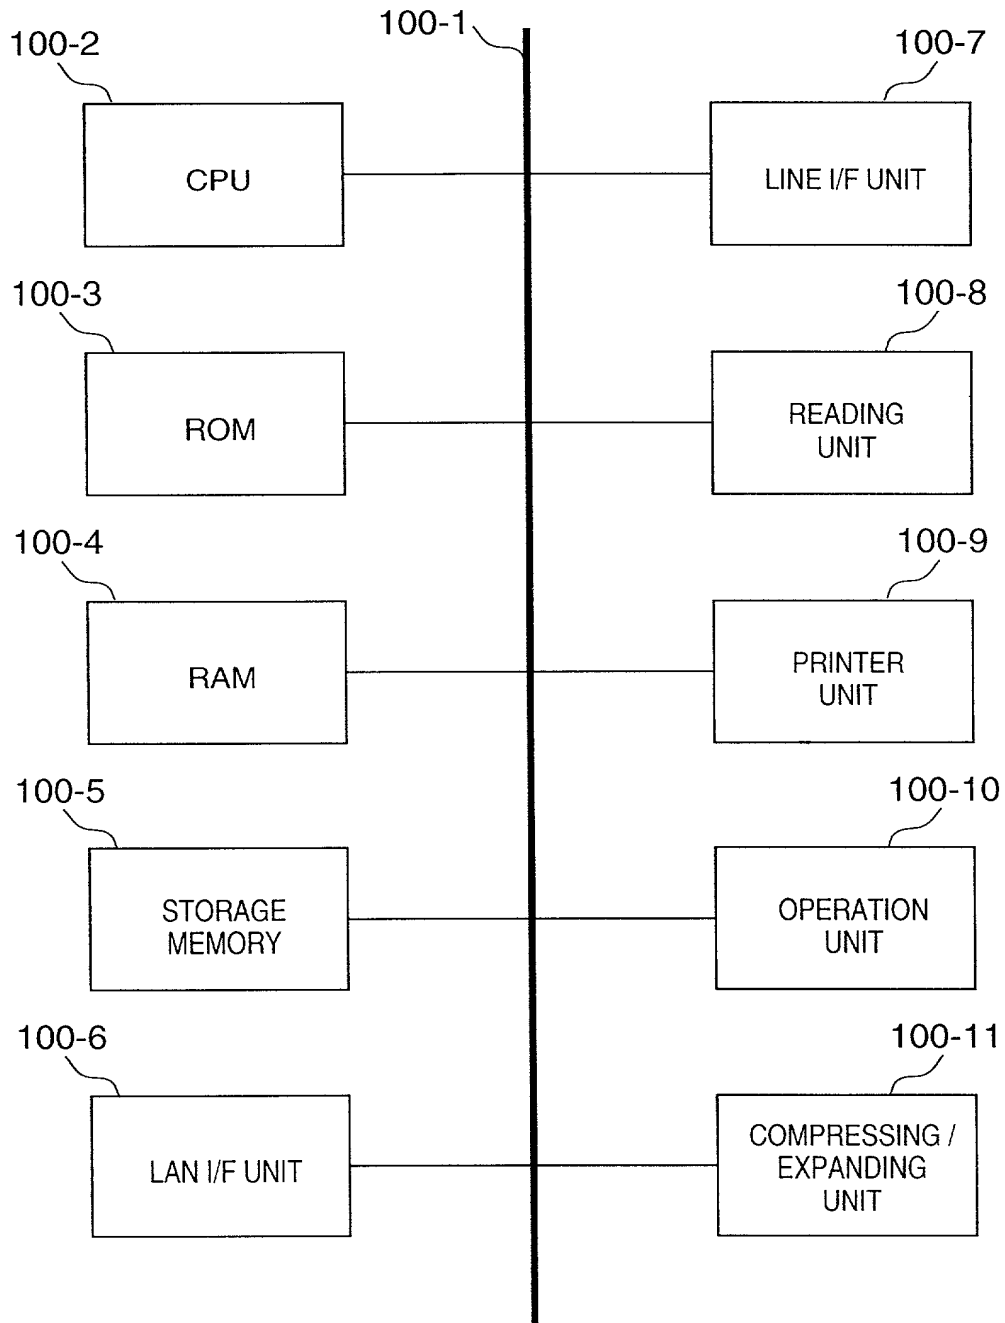 100-1
100-2
CPU
100-7
LINE I/F UNIT
100-3
ROM
100-8
READING
UNIT
100-4
RAM
100-9
PRINTER
UNIT
100-5
STORAGE
MEMORY
100-10
OPERATION
UNIT
100-6
LAN I/F UNIT
100-11
COMPRESSING /
EXPANDING
UNIT